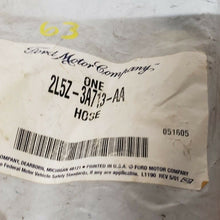 63
Ford Motor Company,
ONE
2L5Z-3A713-AA
HOSE
051605
COMPANY, DEARBORN, MICHIGAN 48121 • PRINTED IN U.S.A. © FORD MOTOR COMPANY
Federal Motor Vehicle Safety Standards, if any are applicable. L1190 REV 5/01